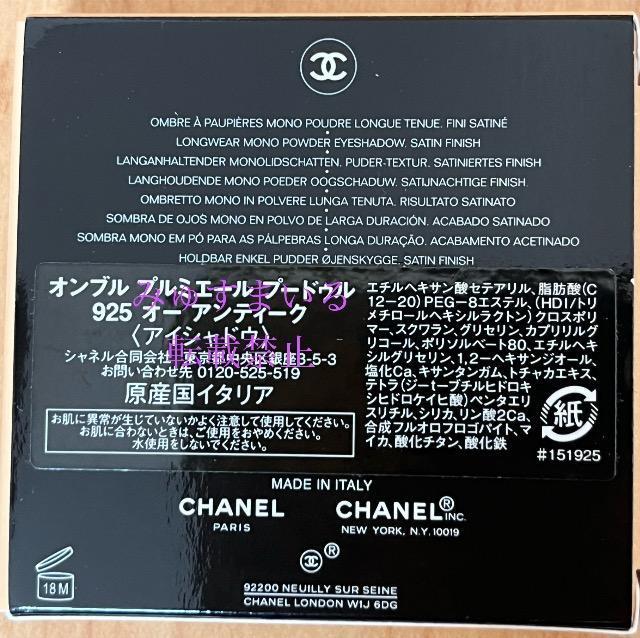 OMBRE À PAUPIÈRES MONO POUDRE LONGUE TENUE. FINI SATINÉ
LONGWEAR MONO POWDER EYESHADOW. SATIN FINISH
LANGANHALTENDER MONOLIDSCHATTEN. PUDER-TEXTUR. SATINIERTES FINISH
LANGHOUDENDE MONO POEDER OOGSCHADUW. SATIJNACHTIGE FINISH
OMBRETTO MONO IN POLVERE LUNGA TENUTA. RISULTATO SATINATO
SOMBRA DE OJOS MONO EN POLVO DE LARGA DURACIÓN. ACABADO SATINADO
SOMBRA MONO EM PÓ PARA AS PÁLPEBRAS LONGA DURAÇÃO. ACABAMENTO ACETINADO
HOLDBAR ENKEL PUDDER ØJENSKYGGE. SATIN FINISH
オンブル プルミエール プードゥル
925 オー アンティーク
〈アイシャドウ〉
シャネル合同会社 東京都中央区銀座3-5-3
お問い合わせ先 0120-525-519
原産国イタリア
お肌に異常が生じていないかよく注意して使用してください。
お肌に合わないときは、ご使用をおやめください。
水使用をしないでください。
みゅすまいる
転載禁止
エチルヘキサン酸セテアリル、脂肪酸(C
12-20)PEG-8エステル、(HDI/トリ
メチロールヘキシルラクトン)クロスポリ
マー、スクワラン、グリセリン、カプリリルグ
リコール、ポリソルベート80、エチルヘキ
シルグリセリン、1,2-ヘキサンジオール、
塩化Ca、キサンタンガム、トチャカエキス、
テトラ(ジ-t-ブチルヒドロキ
シヒドロケイヒ酸)ペンタエリ
スリチル、シリカ、リン酸2Ca、
合成フルオロフロゴパイト、マ
イカ、酸化チタン、酸化鉄
紙
#151925
MADE IN ITALY
CHANEL
PARIS
CHANEL® INC.
NEW YORK, N.Y. 10019
®
18M
92200 NEUILLY SUR SEINE
CHANEL LONDON W1J 6DG